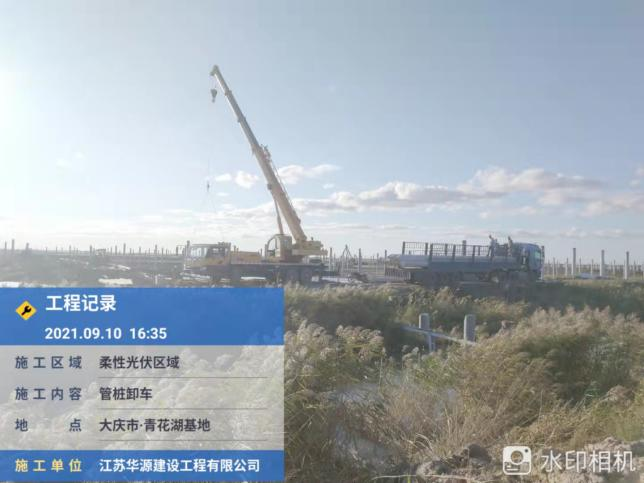 工程记录
2021.09.10 16:35
施工区域 柔性光伏区域
施工内容 管桩卸车
地点 大庆市·青花湖基地
施工单位 江苏华源建设工程有限公司
水印相机